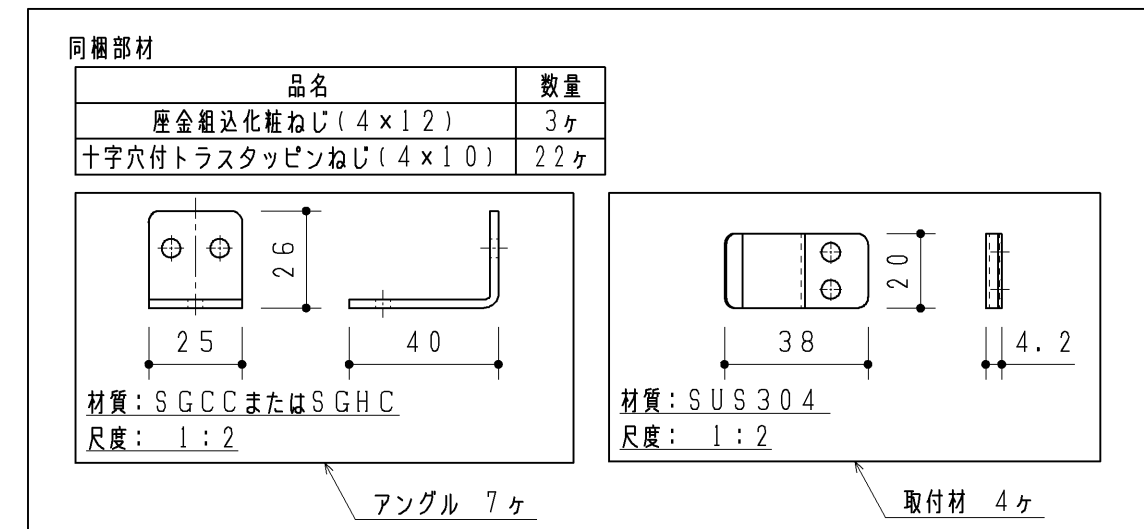 同梱部材
品名 数量
座金組込化粧ねじ(4×12) 3ヶ
十字穴付トラスタッピンねじ(4×10) 22ヶ
26
25 40
材質:SGCCまたはSGHC
尺度: 1:2
アングル 7ヶ
20
38 4.2
材質:SUS304
尺度: 1:2
取付材 4ヶ